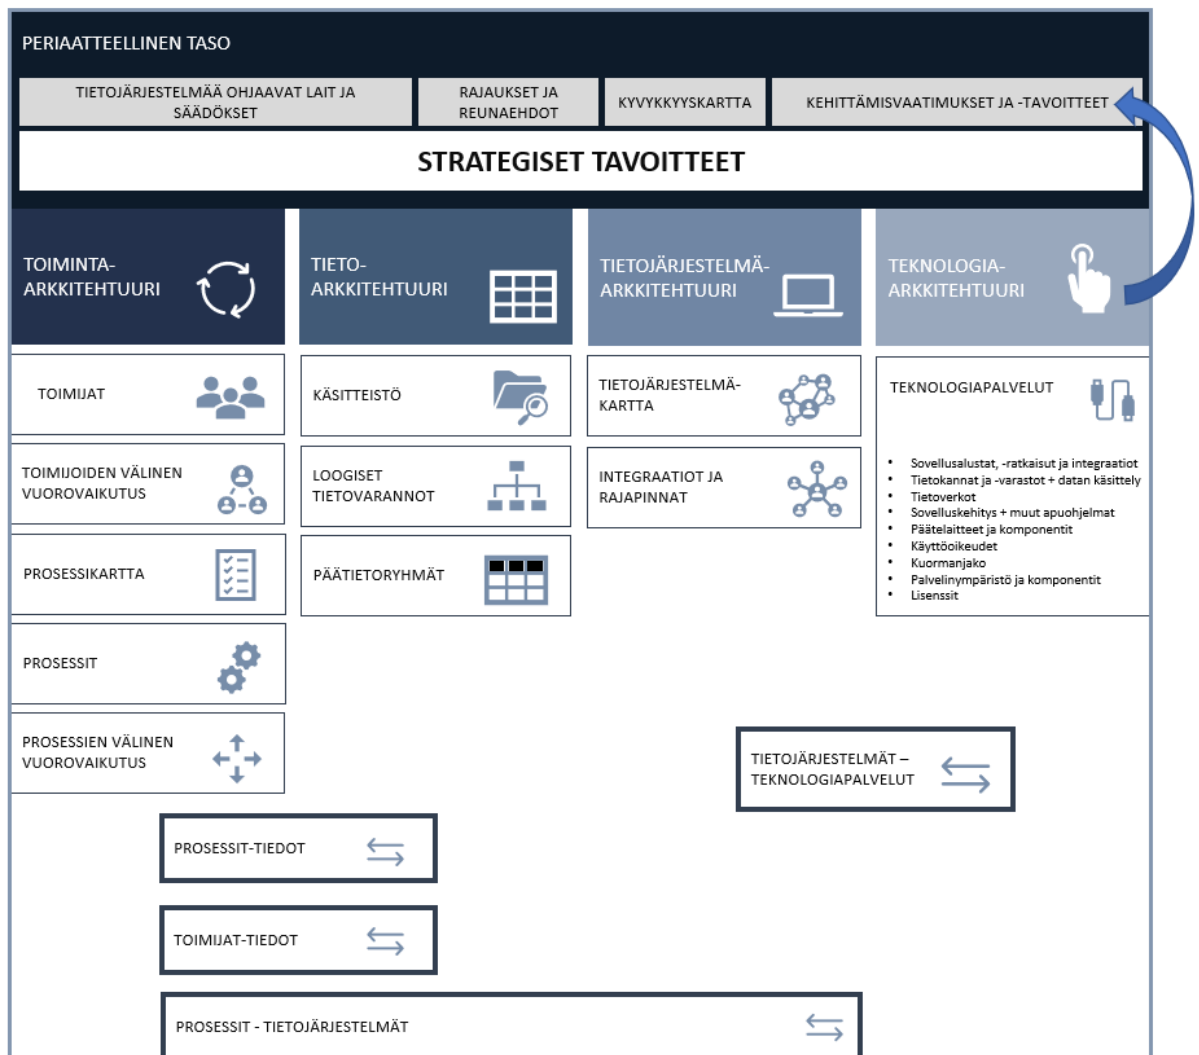 PERIAATTEELLINEN TASO
TIETOJÄRJESTELMÄÄ OHJAAVAT LAIT JA
SÄÄDÖKSET
RAJAUKSET JA
REUNAEHDOT
KYVYKKYYSKARTTA
KEHITTÄMISVAATIMUKSET JA -TAVOITTEET
STRATEGISET TAVOITTEET
TOIMINTA-
ARKKITEHTUURI
TIETO-
ARKKITEHTUURI
TIETOJÄRJESTELMÄ-
ARKKITEHTUURI
TEKNOLOGIA-
ARKKITEHTUURI
TOIMIJAT
TOIMIJOIDEN VÄLINEN
VUOROVAIKUTUS
PROSESSIKARTTA
PROSESSIT
PROSESSIEN VÄLINEN
VUOROVAIKUTUS
KÄSITTEISTÖ
LOOGISET
TIETOVARANNOT
PÄÄTIETORYHMÄT
TIETOJÄRJESTELMÄ-
KARTTA
INTEGRAATIOT JA
RAJAPINNAT
TEKNOLOGIAPALVELUT
• Sovellusalustat, -ratkaisut ja integraatiot
• Tietokannat ja -varastot + datan käsittely
• Tietoverkot
• Sovelluskehitys + muut apuohjelmat
• Päätelaitteet ja komponentit
• Käyttöoikeudet
• Kuormanjako
• Palvelinympäristö ja komponentit
• Lisenssit
TIETOJÄRJESTELMÄT –
TEKNOLOGIAPALVELUT
PROSESSIT-TIEDOT
TOIMIJAT-TIEDOT
PROSESSIT - TIETOJÄRJESTELMÄT